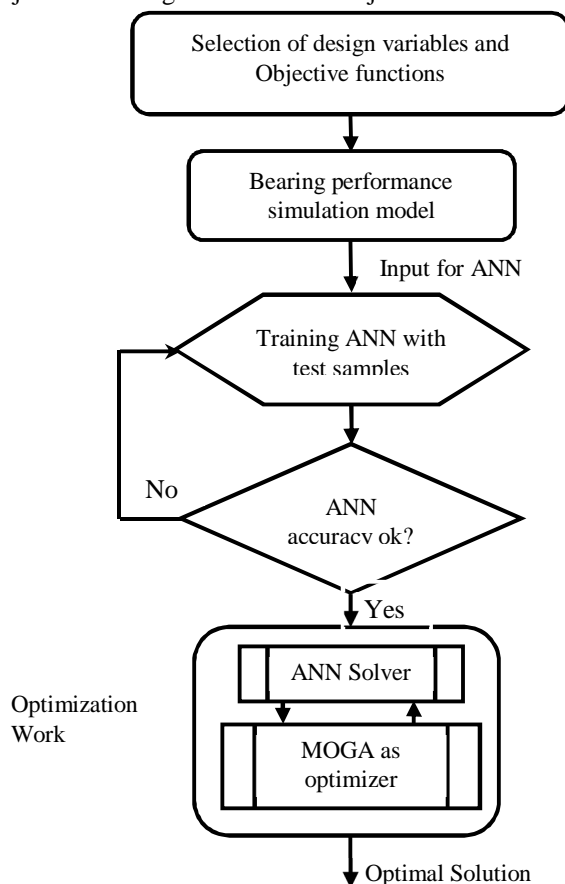 Selection of design variables and
Objective functions
Bearing performance
simulation model
Input for ANN
Training ANN with
test samples
No
ANN
accuracy ok?
Yes
ANN Solver
Optimization
Work
MOGA as
optimizer
Optimal Solution